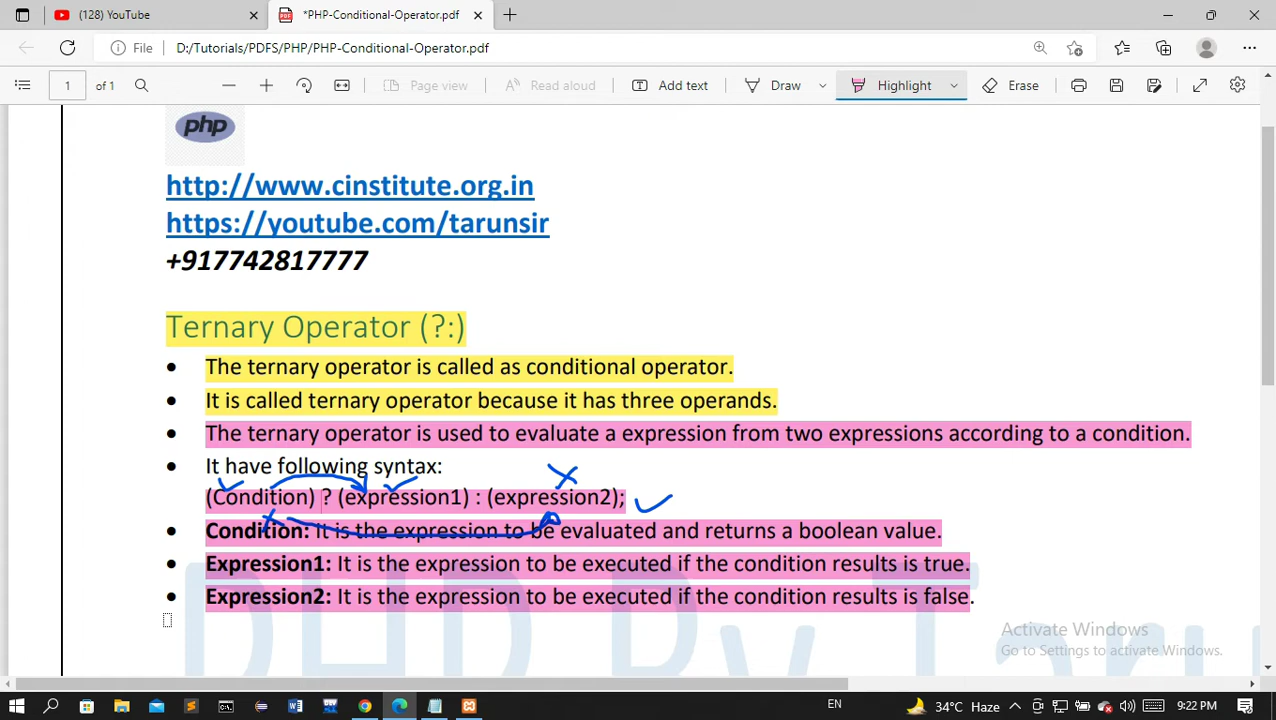 (128) YouTube
*PHP-Conditional-Operator.pdf
File
D:/Tutorials/PDFS/PHP/PHP-Conditional-Operator.pdf
1 of 1
Page view
Read aloud
Add text
Draw
Highlight
Erase
php
http://www.cinstitute.org.in
https://youtube.com/tarunsir
+917742817777
Ternary Operator (?:)
• The ternary operator is called as conditional operator.
• It is called ternary operator because it has three operands.
• The ternary operator is used to evaluate a expression from two expressions according to a condition.
• It have following syntax:
(Condition) ? (expression1) : (expression2);
• Condition: It is the expression to be evaluated and returns a boolean value.
• Expression1: It is the expression to be executed if the condition results is true.
• Expression2: It is the expression to be executed if the condition results is false.
Activate Windows
Go to Settings to activate Windows.
EN
34°C Haze
ENG
9:22 PM